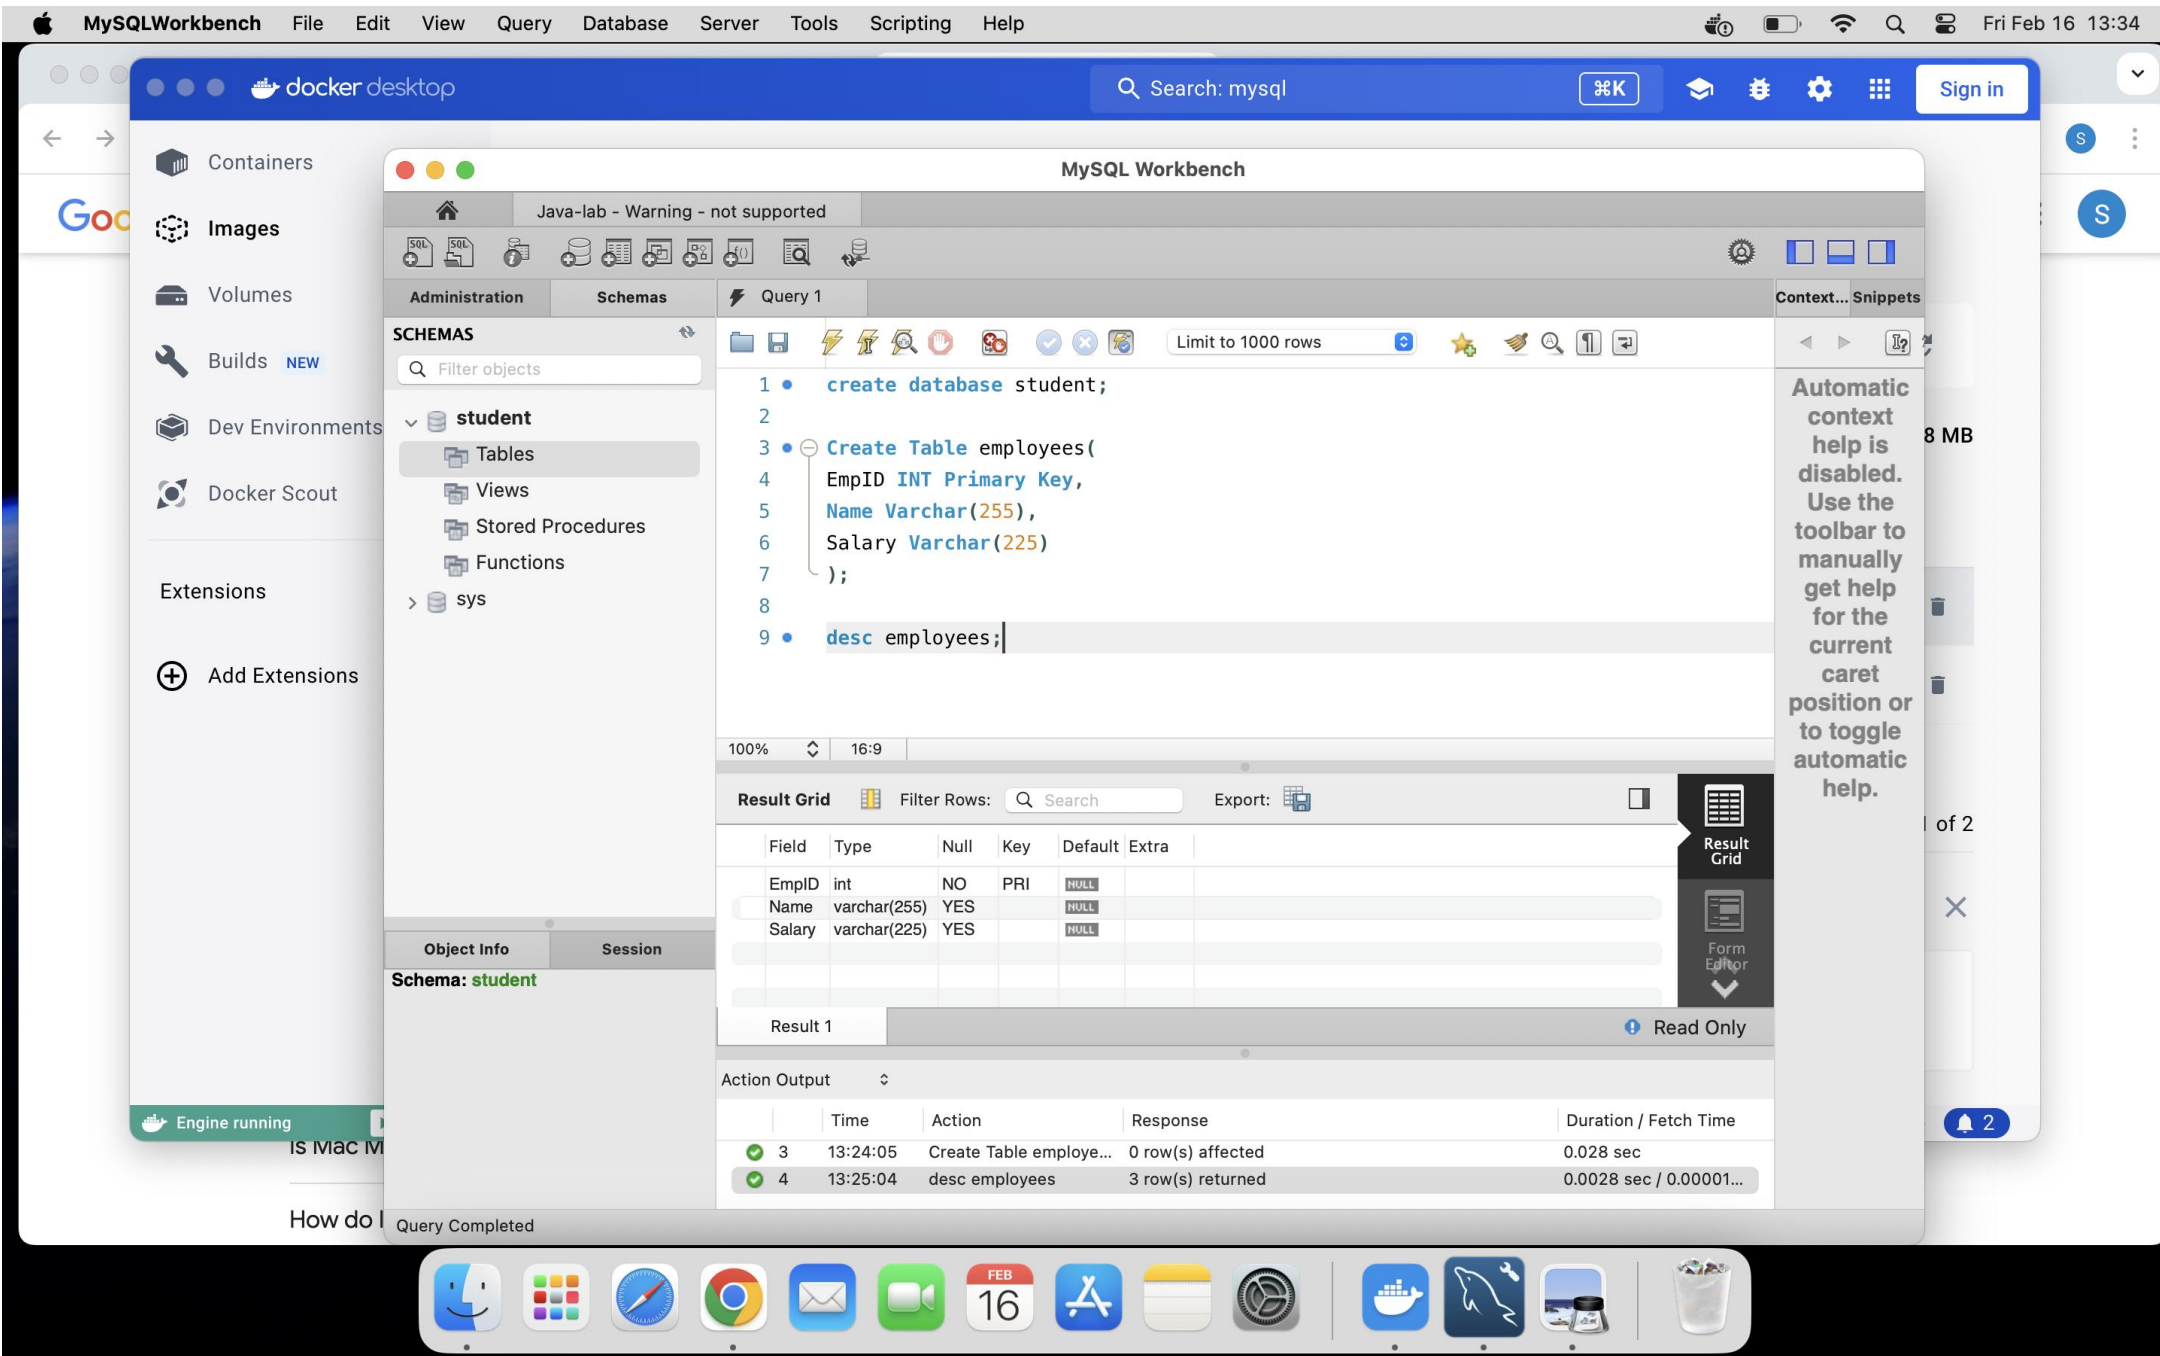 MySQLWorkbench File Edit View Query Database Server Tools Scripting Help Fri Feb 16 13:34
docker desktop Search: mysql ⌘K Sign in
S
Goo
S
Containers
Images
Volumes
Builds NEW
Dev Environments
Docker Scout
Extensions
Add Extensions
Engine running
8 MB
1 of 2
2
Is Mac M
How do I
MySQL Workbench
Java-lab - Warning - not supported
Administration Schemas
SCHEMAS
Filter objects
student
Tables
Views
Stored Procedures
Functions
sys
Object Info Session
Schema: student
Query 1
Limit to 1000 rows
1 create database student;
2
3 Create Table employees(
4 EmpID INT Primary Key,
5 Name Varchar(255),
6 Salary Varchar(225)
7 );
8
9 desc employees;
100% 16:9
Context... Snippets
Automatic
context
help is
disabled.
Use the
toolbar to
manually
get help
for the
current
caret
position or
to toggle
automatic
help.
Result Grid Filter Rows: Search Export:
Field Type Null Key Default Extra
EmpID int NO PRI NULL
Name varchar(255) YES NULL
Salary varchar(225) YES NULL
Result
Grid
Form
Editor
Result 1 Read Only
Action Output
Time Action Response Duration / Fetch Time
3 13:24:05 Create Table employe... 0 row(s) affected 0.028 sec
4 13:25:04 desc employees 3 row(s) returned 0.0028 sec / 0.00001...
Query Completed
FEB
16